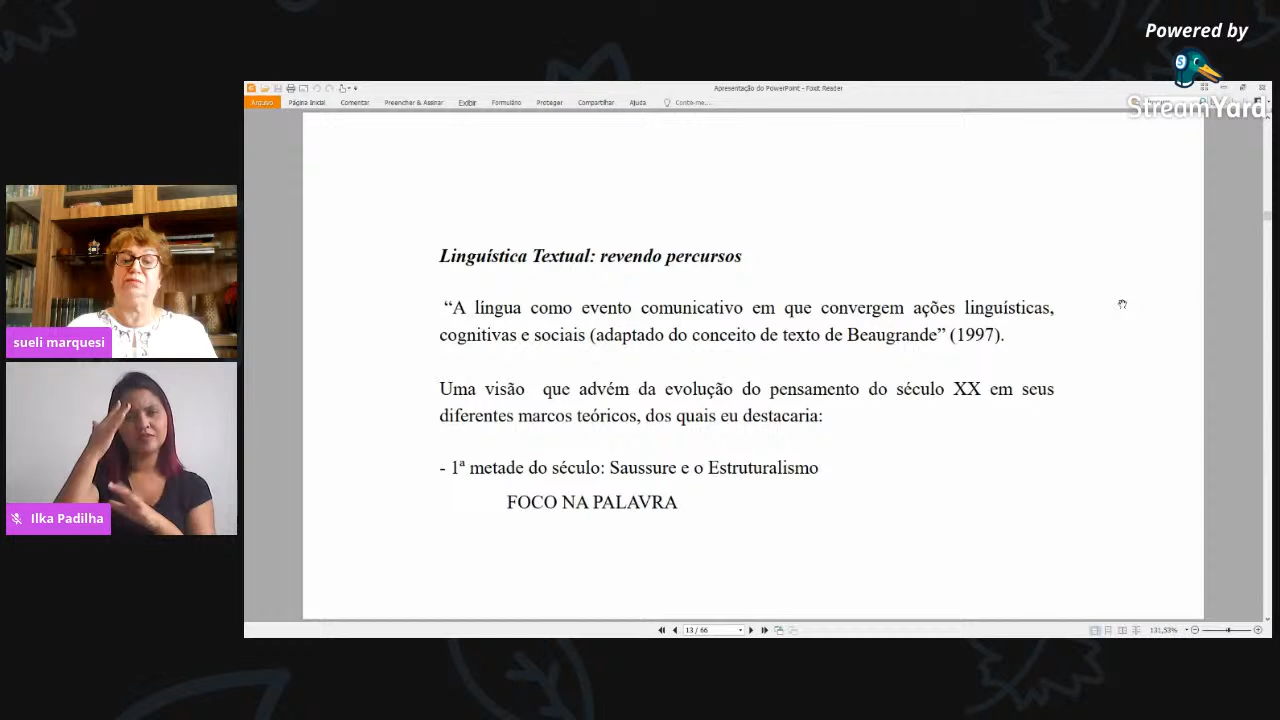 Powered by
StreamYard
Apresentação do PowerPoint - Foxit Reader
Arquivo Página Inicial Comentar Preencher & Assinar Exibir Formulário Proteger Compartilhar Ajuda Conte-me...
Linguística Textual: revendo percursos
“A língua como evento comunicativo em que convergem ações linguísticas,
cognitivas e sociais (adaptado do conceito de texto de Beaugrande” (1997).
Uma visão que advém da evolução do pensamento do século XX em seus
diferentes marcos teóricos, dos quais eu destacaria:
- 1ª metade do século: Saussure e o Estruturalismo
FOCO NA PALAVRA
sueli marquesi
Ilka Padilha
13 / 66
131,53%